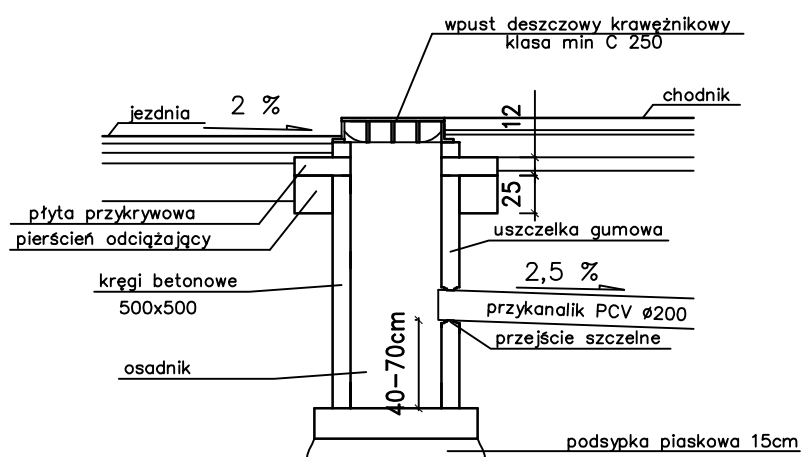 wpust deszczowy krawężnikowy
klasa min C 250
chodnik
jezdnia
2 %
12
25
płyta przykrywowa
pierścień odciążający
uszczelka gumowa
kręgi betonowe
500x500
2,5 %
przykanalik PCV ø200
przejście szczelne
osadnik
40-70cm
podsypka piaskowa 15cm